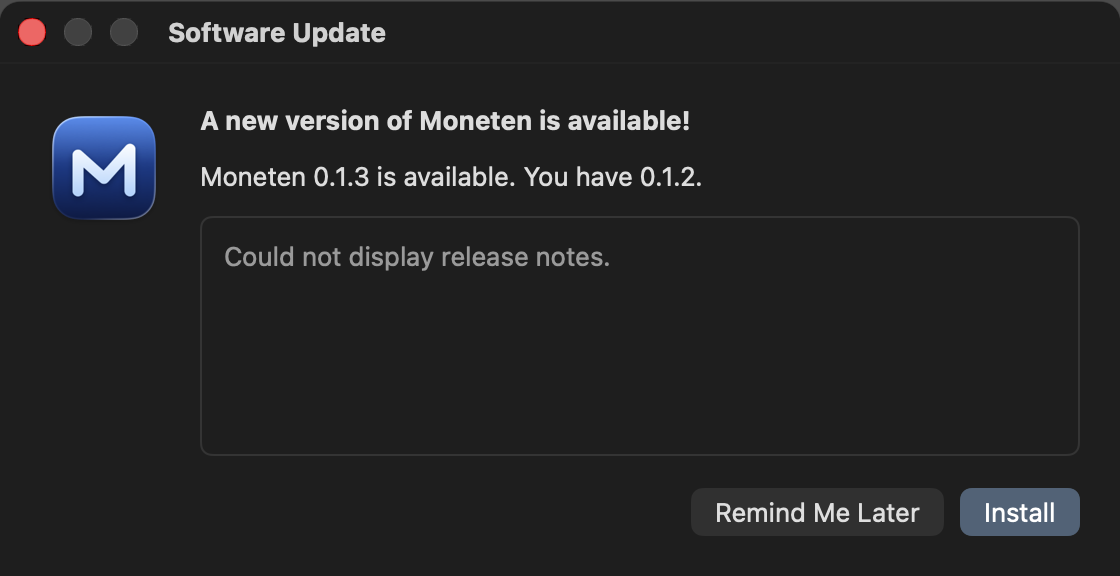 Software Update
A new version of Moneten is available!
Moneten 0.1.3 is available. You have 0.1.2.
Could not display release notes.
Remind Me Later
Install